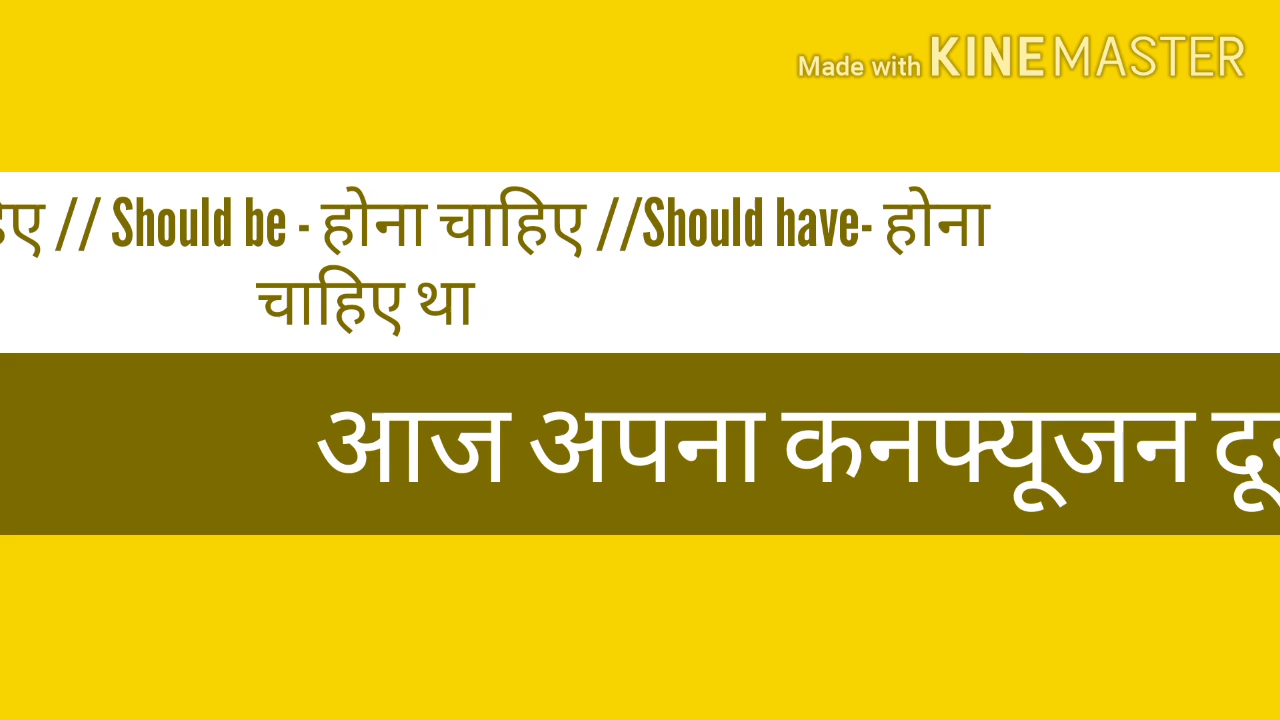 Made with KINEMASTER
// Should be - होना चाहिए //Should have- होना
चाहिए था
आज अपना कनफ्यूजन